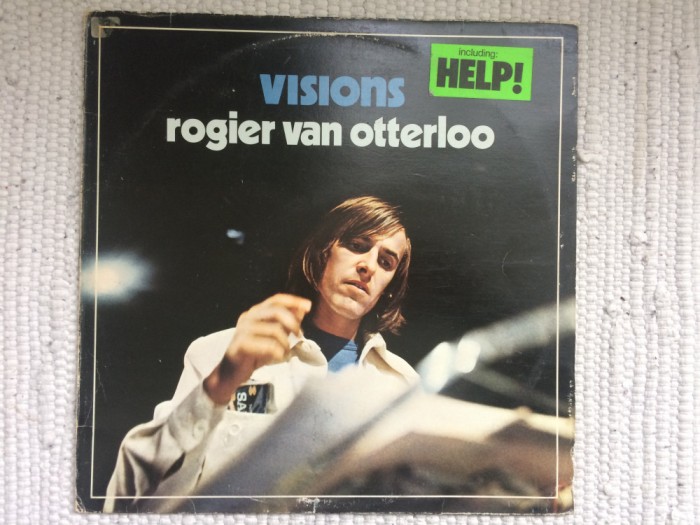 including:
HELP!
VISIONS
rogier van otterloo